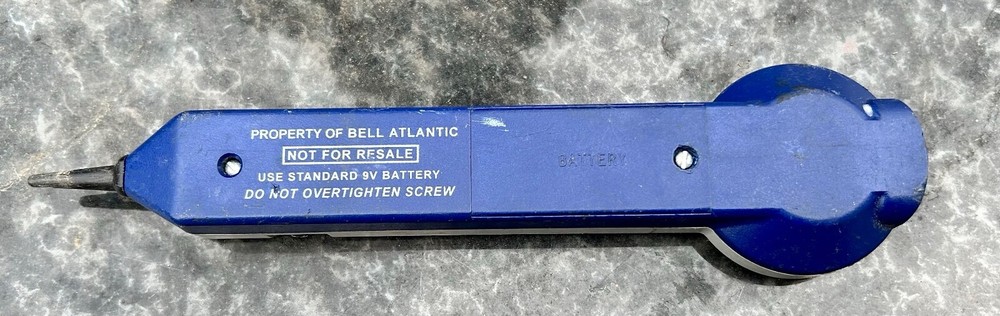 PROPERTY OF BELL ATLANTIC
NOT FOR RESALE
USE STANDARD 9V BATTERY
DO NOT OVERTIGHTEN SCREW
BATTERY